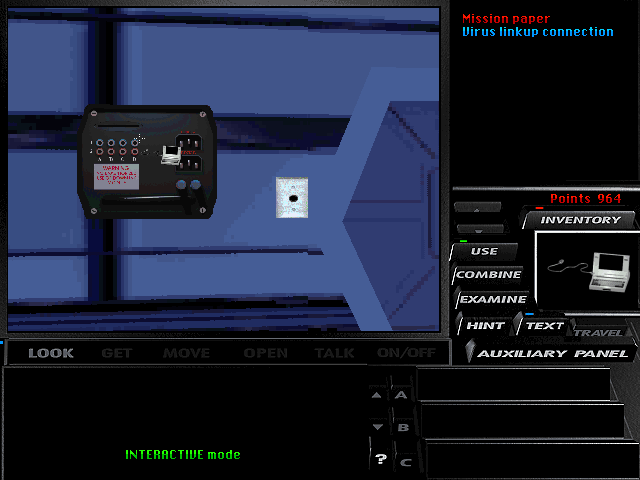 Mission paper
Virus linkup connection
Points 964
INVENTORY
USE
COMBINE
EXAMINE
HINT
TEXT
TRAVEL
AUXILIARY PANEL
LOOK
GET
MOVE
OPEN
TALK
ON/OFF
A
B
?
C
INTERACTIVE mode
A
B
C
D
WARNING